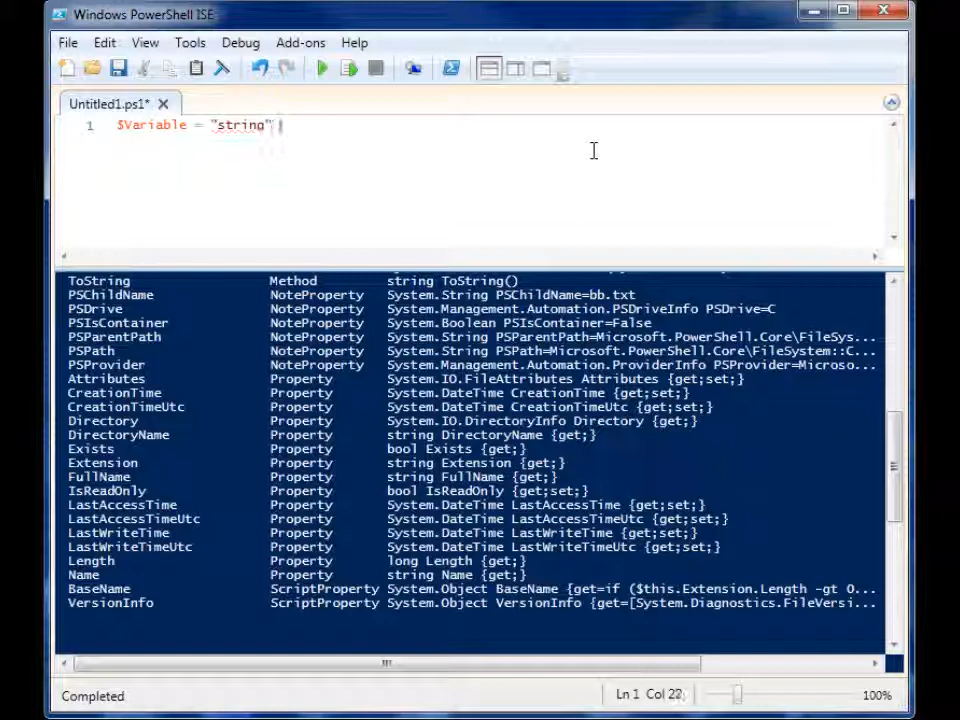 Windows PowerShell ISE
File Edit View Tools Debug Add-ons Help
Untitled1.ps1* X
1 $Variable = "string"
ToString Method string ToString()
PSChildName NoteProperty System.String PSChildName=bb.txt
PSDrive NoteProperty System.Management.Automation.PSDriveInfo PSDrive=C
PSIsContainer NoteProperty System.Boolean PSIsContainer=False
PSParentPath NoteProperty System.String PSParentPath=Microsoft.PowerShell.Core\FileSys...
PSPath NoteProperty System.String PSPath=Microsoft.PowerShell.Core\FileSystem::C...
PSProvider NoteProperty System.Management.Automation.ProviderInfo PSProvider=Microso...
Attributes Property System.IO.FileAttributes Attributes {get;set;}
CreationTime Property System.DateTime CreationTime {get;set;}
CreationTimeUtc Property System.DateTime CreationTimeUtc {get;set;}
Directory Property System.IO.DirectoryInfo Directory {get;}
DirectoryName Property string DirectoryName {get;}
Exists Property bool Exists {get;}
Extension Property string Extension {get;}
FullName Property string FullName {get;}
IsReadOnly Property bool IsReadOnly {get;set;}
LastAccessTime Property System.DateTime LastAccessTime {get;set;}
LastAccessTimeUtc Property System.DateTime LastAccessTimeUtc {get;set;}
LastWriteTime Property System.DateTime LastWriteTime {get;set;}
LastWriteTimeUtc Property System.DateTime LastWriteTimeUtc {get;set;}
Length Property long Length {get;}
Name Property string Name {get;}
BaseName ScriptProperty System.Object BaseName {get=if ($this.Extension.Length -gt 0...
VersionInfo ScriptProperty System.Object VersionInfo {get=[System.Diagnostics.FileVersi...
Completed Ln 1 Col 22 100%